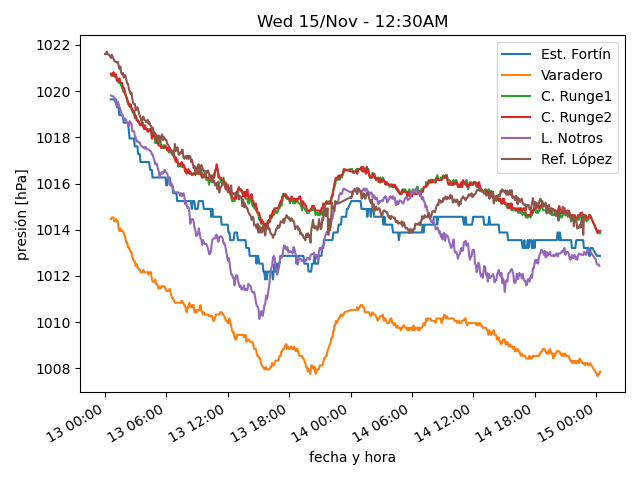 Wed 15/Nov - 12:30AM
1022
1020
1018
1016
1014
1012
1010
1008
presión [hPa]
Est. Fortín
Varadero
C. Runge1
C. Runge2
L. Notros
Ref. López
13 00:00
13 06:00
13 12:00
13 18:00
14 00:00
14 06:00
14 12:00
14 18:00
15 00:00
fecha y hora